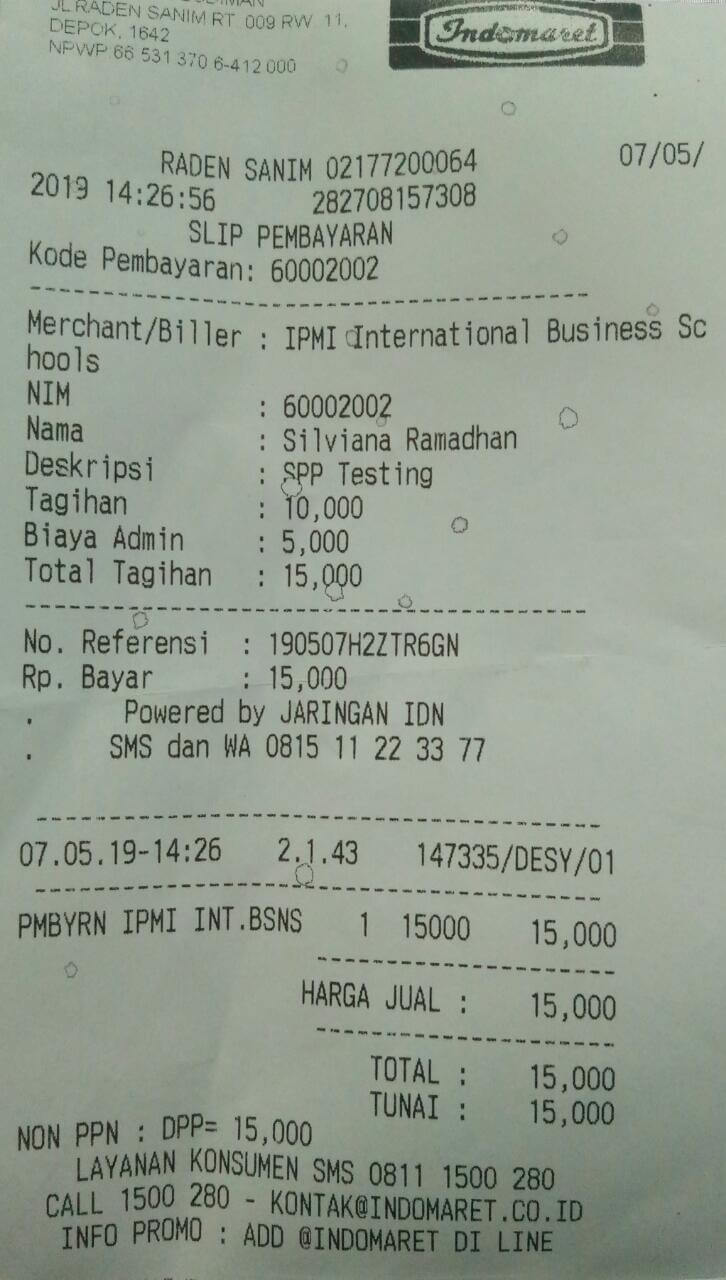 JL RADEN SANIM RT 009 RW 11,
DEPOK, 1642
NPWP 66 531 370 6-412 000
Indomaret
RADEN SANIM 02177200064 07/05/
2019 14:26:56 282708157308
SLIP PEMBAYARAN
Kode Pembayaran: 60002002
Merchant/Biller : IPMI International Business Sc
hools
NIM : 60002002
Nama : Silviana Ramadhan
Deskripsi : SPP Testing
Tagihan : 10,000
Biaya Admin : 5,000
Total Tagihan : 15,000
No. Referensi : 190507H2ZTR6GN
Rp. Bayar : 15,000
. Powered by JARINGAN IDN
. SMS dan WA 0815 11 22 33 77
07.05.19-14:26 2.1.43 147335/DESY/01
PMBYRN IPMI INT.BSNS 1 15000 15,000
HARGA JUAL : 15,000
TOTAL : 15,000
TUNAI : 15,000
NON PPN : DPP= 15,000
LAYANAN KONSUMEN SMS 0811 1500 280
CALL 1500 280 - KONTAK@INDOMARET.CO.ID
INFO PROMO : ADD @INDOMARET DI LINE